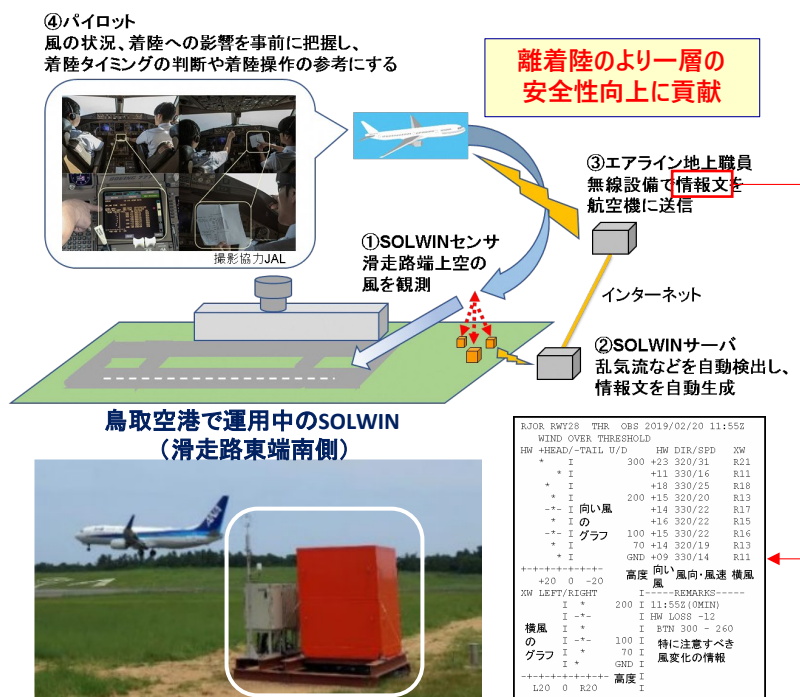 ④パイロット
風の状況、着陸への影響を事前に把握し、
着陸タイミングの判断や着陸操作の参考にする
離着陸のより一層の
安全性向上に貢献
撮影協力JAL
③エアライン地上職員
無線設備で情報文を
航空機に送信
①SOLWINセンサ
滑走路端上空の
風を観測
インターネット
②SOLWINサーバ
乱気流などを自動検出し、
情報文を自動生成
鳥取空港で運用中のSOLWIN
（滑走路東端南側）
ANA
RJOR RWY28 THR OBS 2019/02/20 11:55Z
WIND OVER THRESHOLD
HW +HEAD/-TAIL U/D HW DIR/SPD XW
* I 300 +23 320/31 R21
* I +11 330/16 R11
* I +18 330/25 R18
* I 200 +15 320/20 R13
-*- I 向い風 +14 330/22 R17
* I の +16 320/22 R15
-*- I グラフ 100 +15 330/22 R16
* I 70 +14 320/19 R13
* I GND +09 330/14 R11
+-+-+-+-+-+-+-+-
+20 0 -20
高度 向い風 風向・風速 横風
XW LEFT/RIGHT I-----REMARKS-----
I * 200 I 11:55Z(0MIN)
I -*- I HW LOSS -12
横風 I * I BTN 300 - 260
の I -*- 100 I 特に注意すべき
グラフ I * 70 I 風変化の情報
I * GND I
-+-+-+-+-+-+-+- 高度 I
L20 0 R20 I